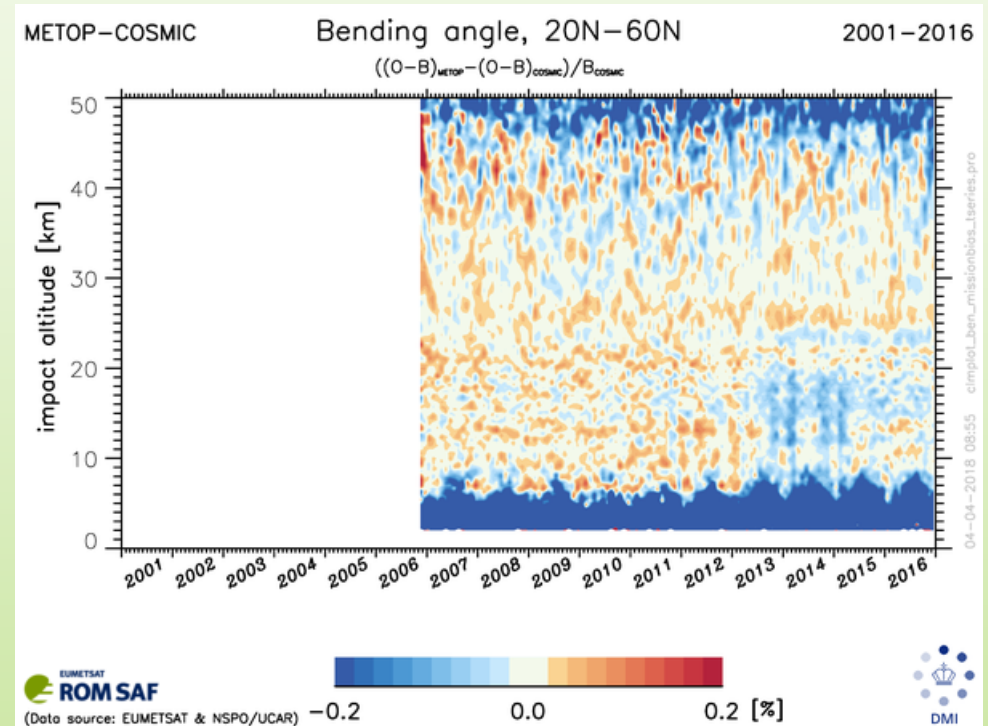 METOP-COSMIC Bending angle, 20N-60N 2001-2016
((O-B)METOP-(O-B)COSMIC)/BCOSMIC
50
40
30
20
10
0
impact altitude [km]
2001 2002 2003 2004 2005 2006 2007 2008 2009 2010 2011 2012 2013 2014 2015 2016
04-04-2018 08:55 clmplot_ben_missionbias_tseries.pro
EUMETSAT
ROM SAF
(Data source: EUMETSAT & NSPO/UCAR)
-0.2 0.0 0.2 [%]
DMI